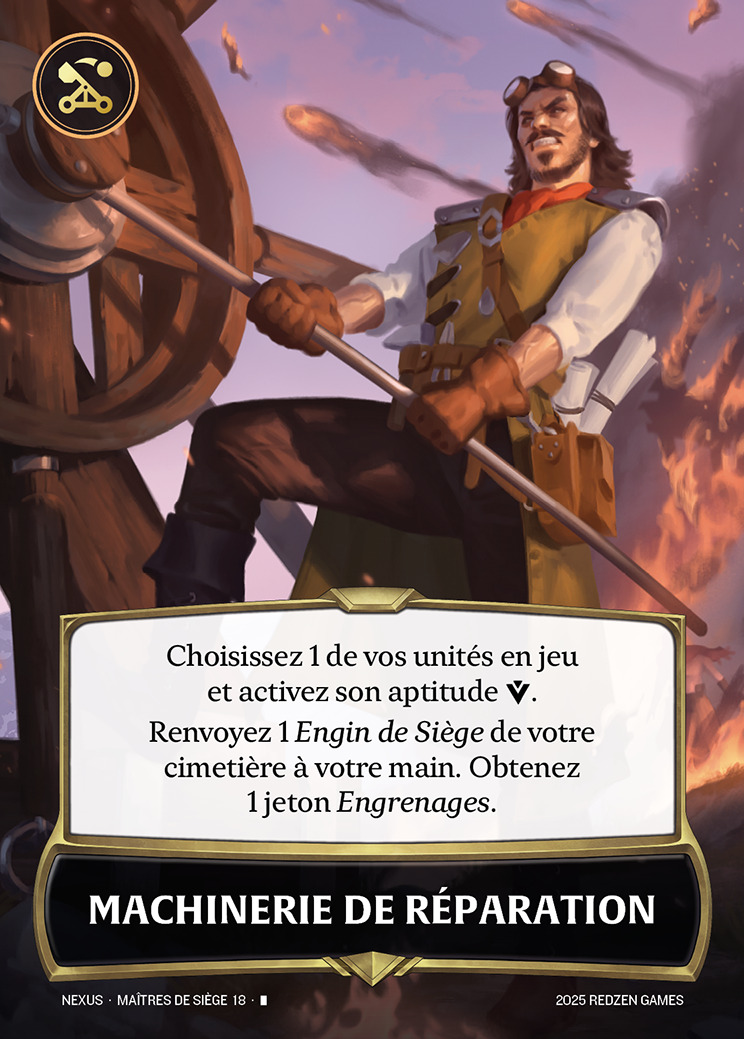 Choisissez 1 de vos unités en jeu
et activez son aptitude .
Renvoyez 1 Engin de Siège de votre
cimetière à votre main. Obtenez
1 jeton Engrenages.
MACHINERIE DE RÉPARATION
NEXUS · MAÎTRES DE SIÈGE 18 ·
2025 REDZEN GAMES